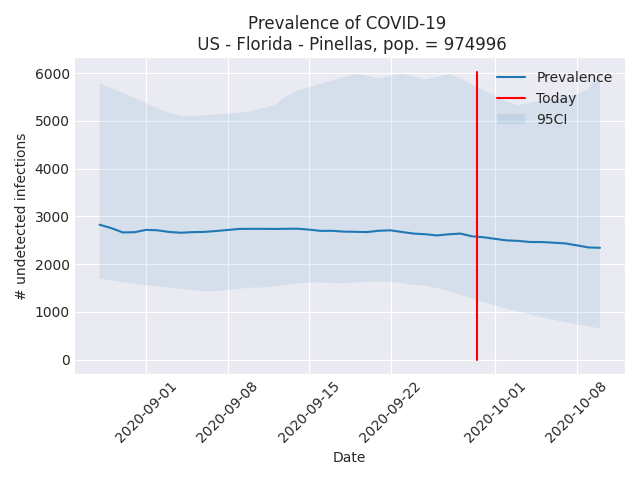 Prevalence of COVID-19
US - Florida - Pinellas, pop. = 974996
Prevalence
Today
95CI
# undetected infections
6000
5000
4000
3000
2000
1000
0
2020-09-01
2020-09-08
2020-09-15
2020-09-22
2020-10-01
2020-10-08
Date